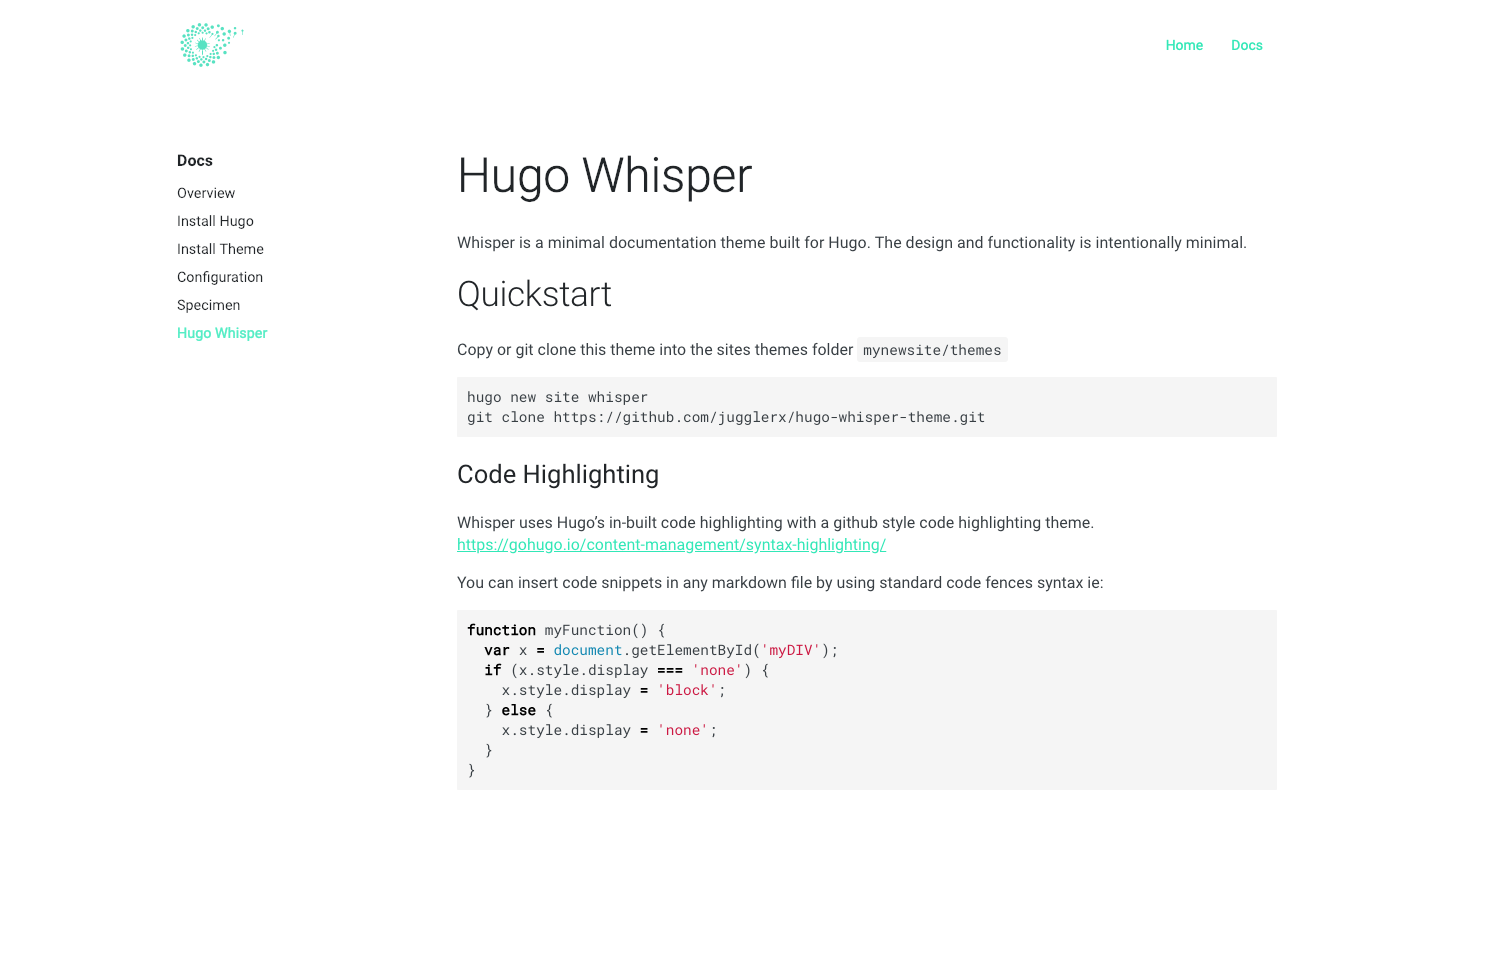 Home Docs
Docs
Overview
Install Hugo
Install Theme
Configuration
Specimen
Hugo Whisper
Hugo Whisper
Whisper is a minimal documentation theme built for Hugo. The design and functionality is intentionally minimal.
Quickstart
Copy or git clone this theme into the sites themes folder mynewsite/themes
hugo new site whisper
git clone https://github.com/jugglerx/hugo-whisper-theme.git
Code Highlighting
Whisper uses Hugo’s in-built code highlighting with a github style code highlighting theme.
https://gohugo.io/content-management/syntax-highlighting/
You can insert code snippets in any markdown file by using standard code fences syntax ie:
function myFunction() {
  var x = document.getElementById('myDIV');
  if (x.style.display === 'none') {
    x.style.display = 'block';
  } else {
    x.style.display = 'none';
  }
}